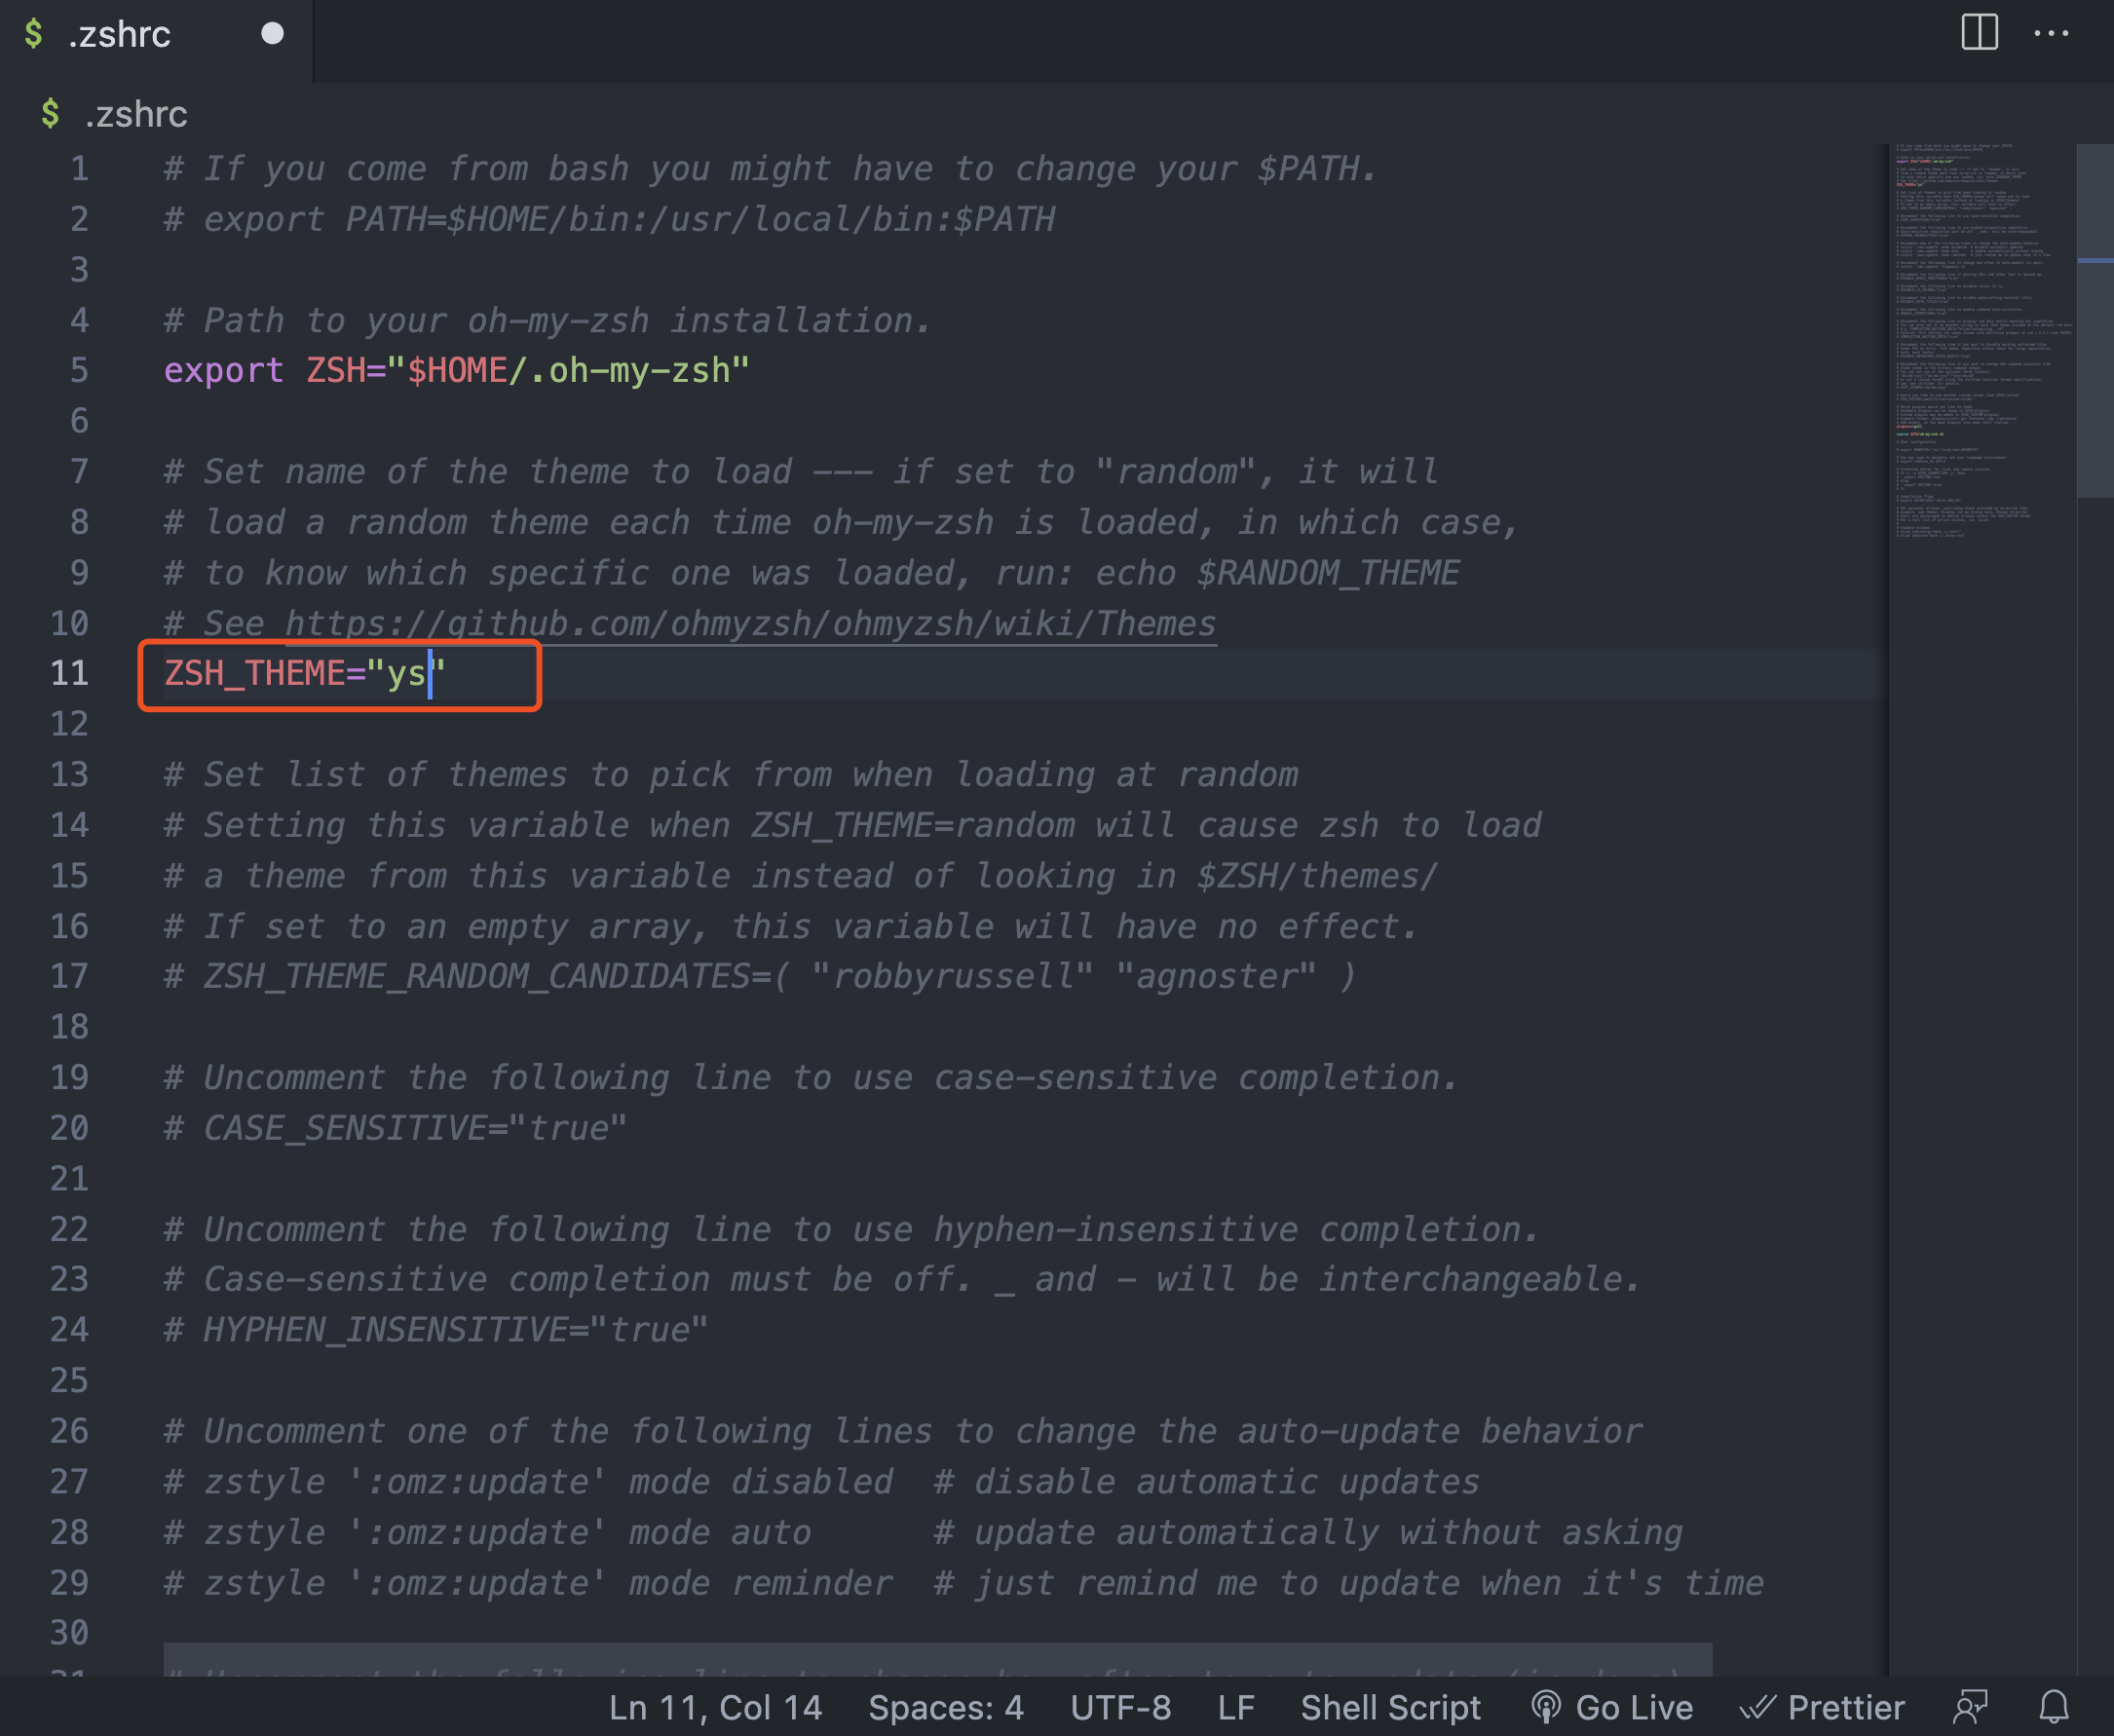 $ .zshrc
$ .zshrc
1 # If you come from bash you might have to change your $PATH.
2 # export PATH=$HOME/bin:/usr/local/bin:$PATH
3
4 # Path to your oh-my-zsh installation.
5 export ZSH="$HOME/.oh-my-zsh"
6
7 # Set name of the theme to load --- if set to "random", it will
8 # load a random theme each time oh-my-zsh is loaded, in which case,
9 # to know which specific one was loaded, run: echo $RANDOM_THEME
10 # See https://github.com/ohmyzsh/ohmyzsh/wiki/Themes
11 ZSH_THEME="ys"
12
13 # Set list of themes to pick from when loading at random
14 # Setting this variable when ZSH_THEME=random will cause zsh to load
15 # a theme from this variable instead of looking in $ZSH/themes/
16 # If set to an empty array, this variable will have no effect.
17 # ZSH_THEME_RANDOM_CANDIDATES=( "robbyrussell" "agnoster" )
18
19 # Uncomment the following line to use case-sensitive completion.
20 # CASE_SENSITIVE="true"
21
22 # Uncomment the following line to use hyphen-insensitive completion.
23 # Case-sensitive completion must be off. _ and - will be interchangeable.
24 # HYPHEN_INSENSITIVE="true"
25
26 # Uncomment one of the following lines to change the auto-update behavior
27 # zstyle ':omz:update' mode disabled  # disable automatic updates
28 # zstyle ':omz:update' mode auto      # update automatically without asking
29 # zstyle ':omz:update' mode reminder  # just remind me to update when it's time
30
Ln 11, Col 14 Spaces: 4 UTF-8 LF Shell Script Go Live Prettier